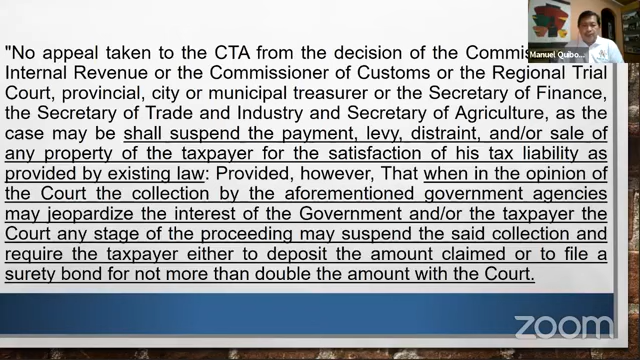 "No appeal taken to the CTA from the decision of the Commis
Internal Revenue or the Commissioner of Customs or the Regional Trial
Court, provincial, city or municipal treasurer or the Secretary of Finance,
the Secretary of Trade and Industry and Secretary of Agriculture, as the
case may be shall suspend the payment, levy, distraint, and/or sale of
any property of the taxpayer for the satisfaction of his tax liability as
provided by existing law: Provided, however, That when in the opinion of
the Court the collection by the aforementioned government agencies
may jeopardize the interest of the Government and/or the taxpayer the
Court any stage of the proceeding may suspend the said collection and
require the taxpayer either to deposit the amount claimed or to file a
surety bond for not more than double the amount with the Court.
Manuel Quibo...
zoom